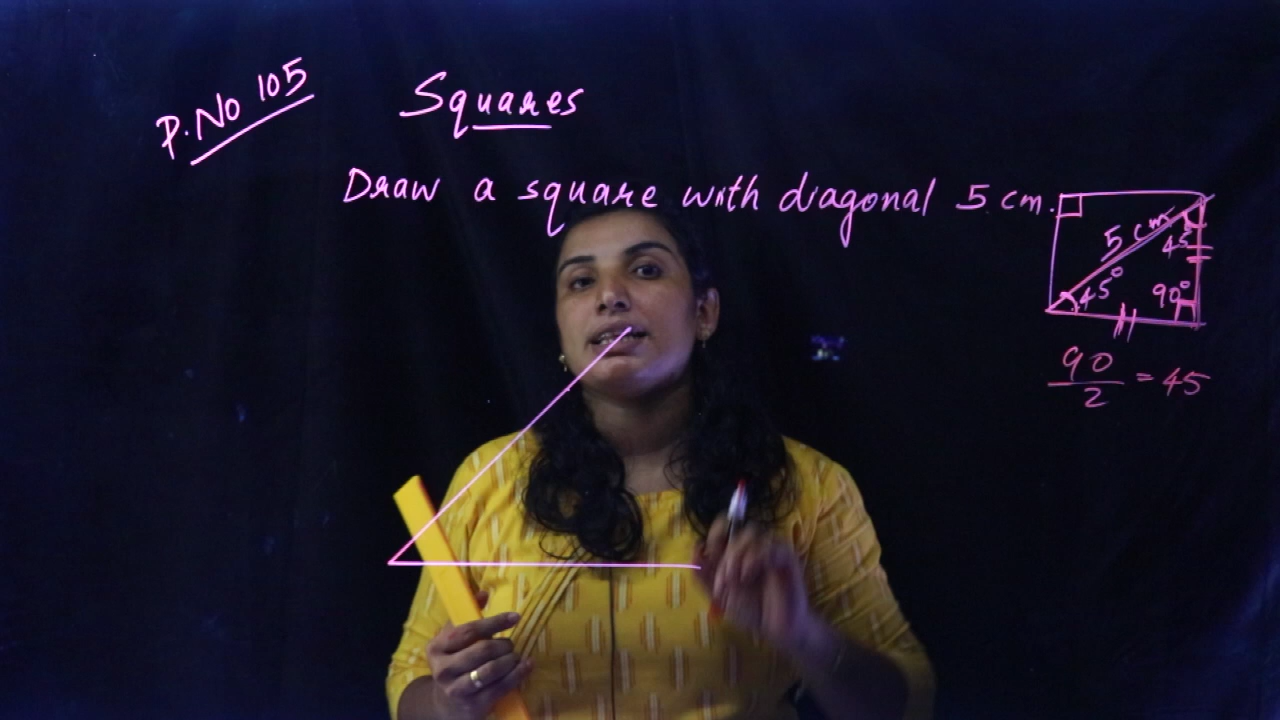 P.No 105
Squares
Draw a square with diagonal 5 cm.
5 cm
45
45°
90°
90/2 = 45